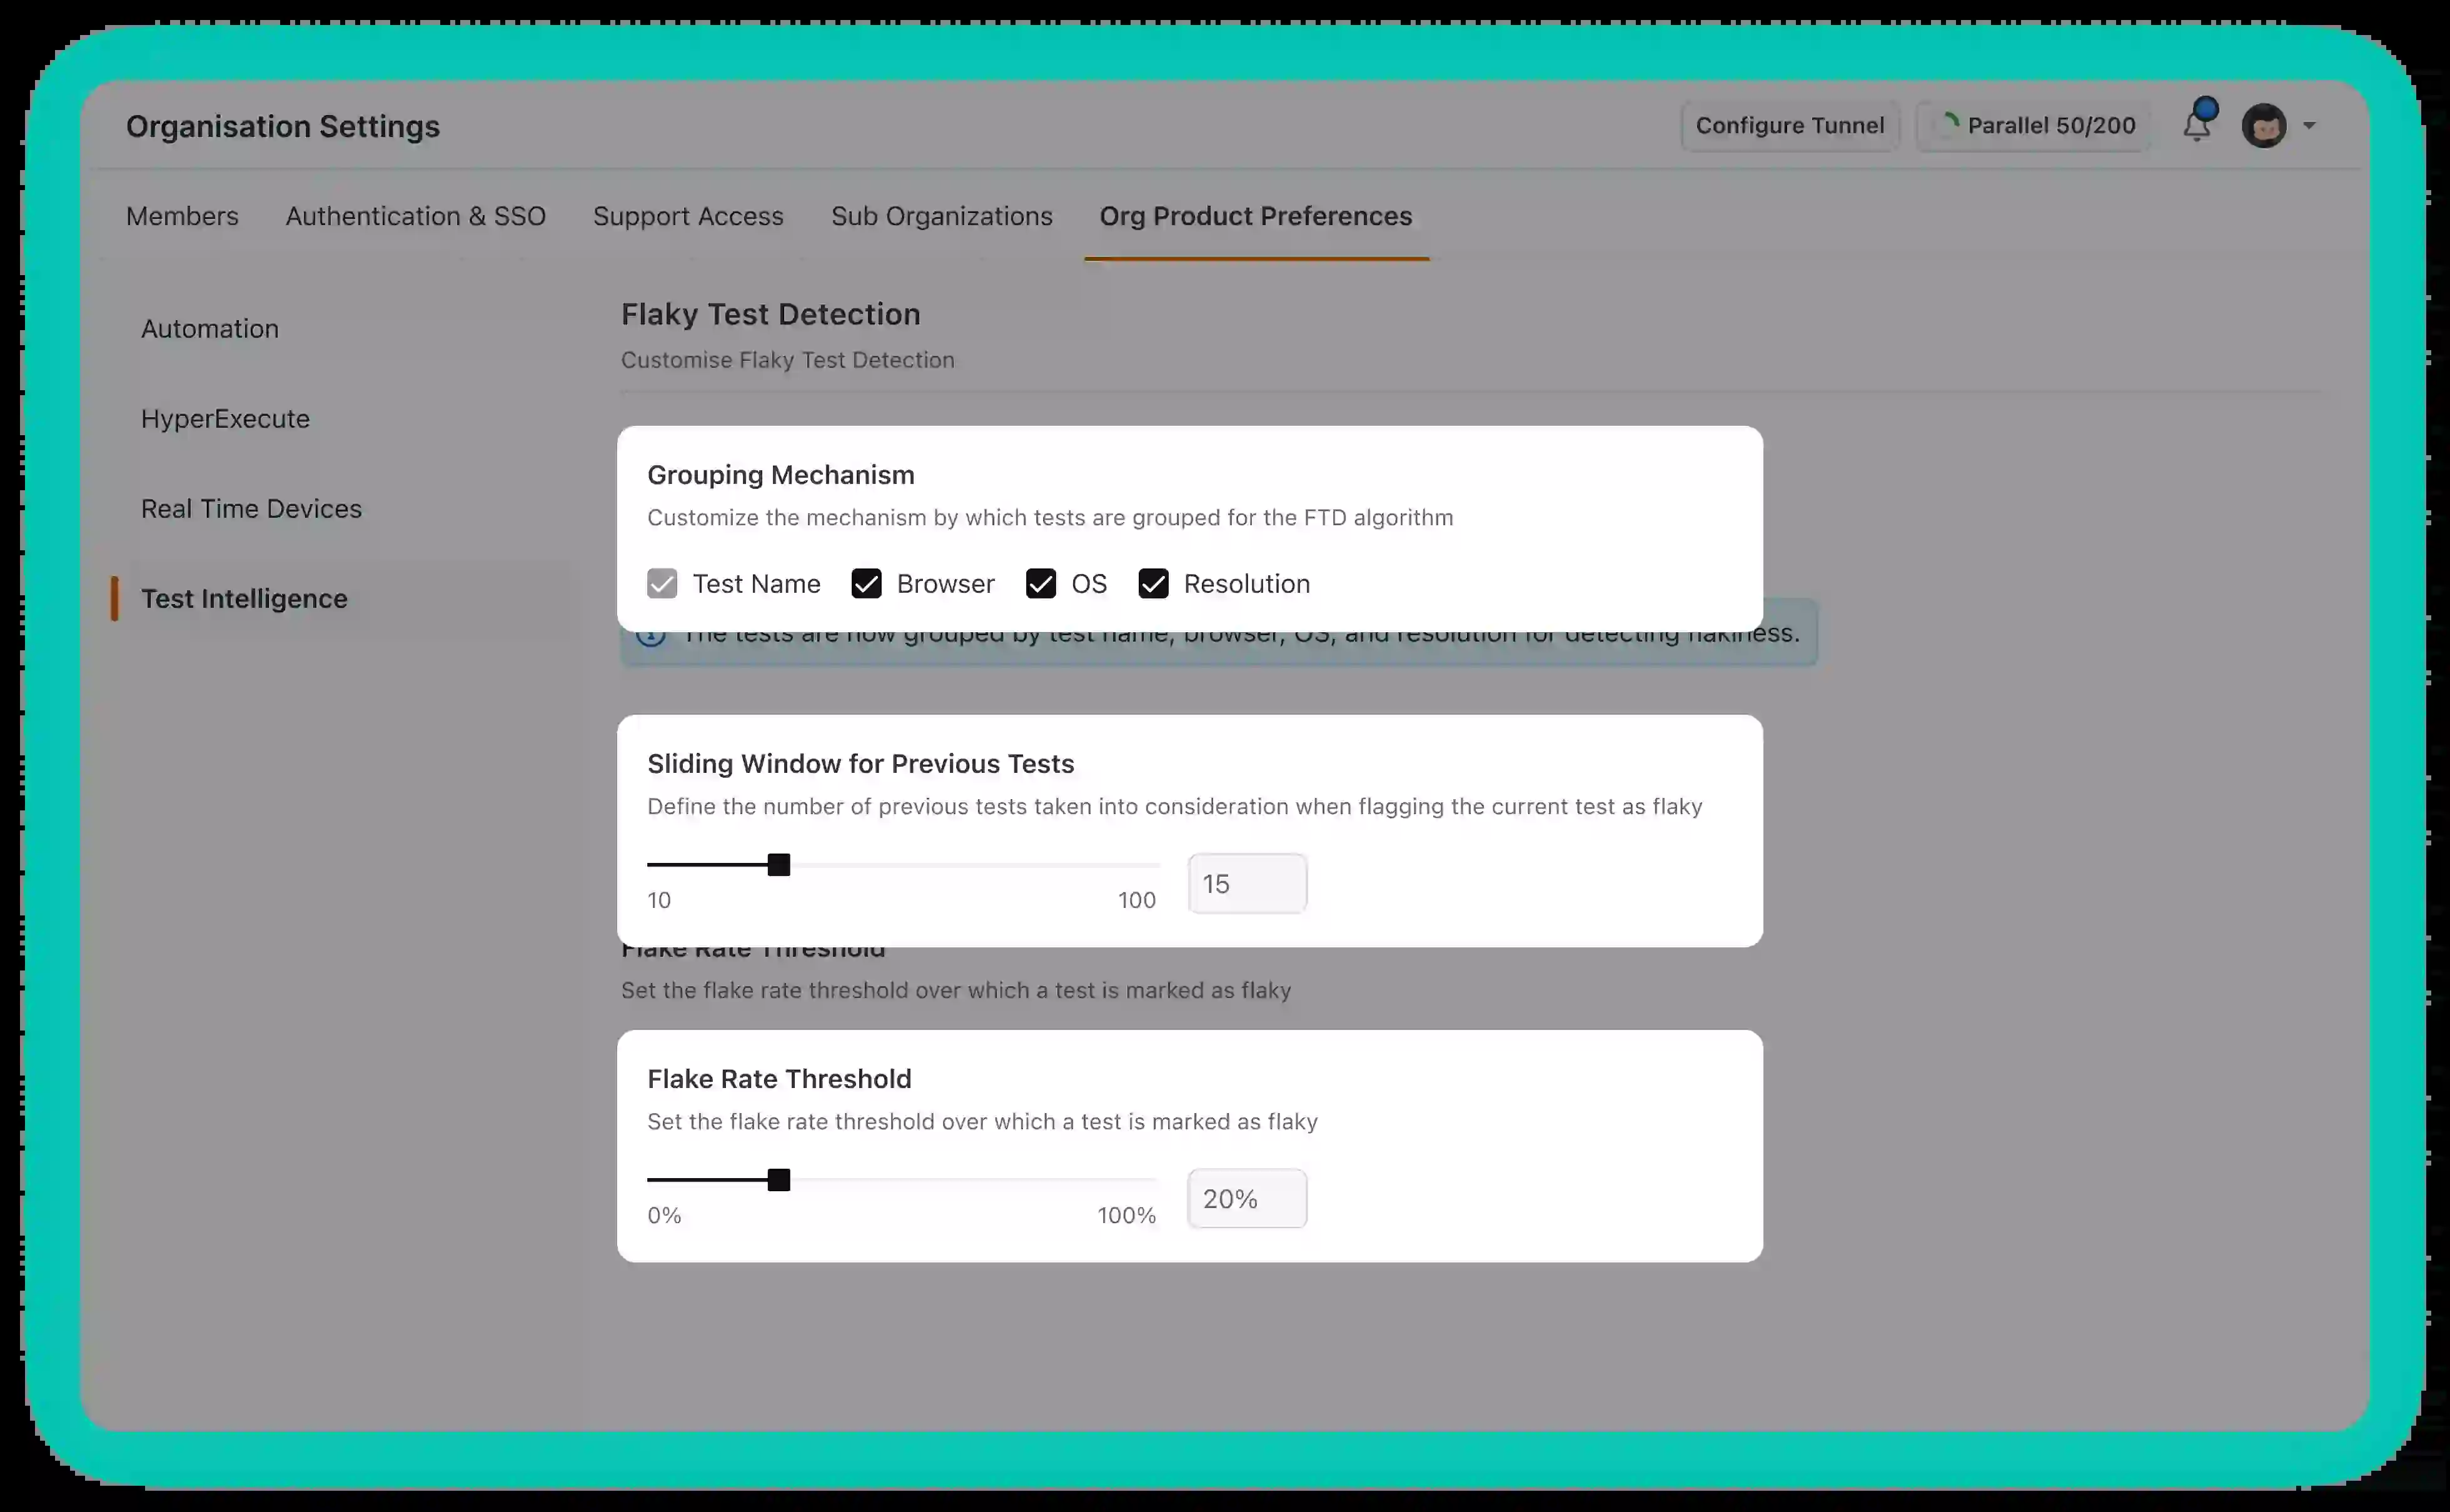 Organisation Settings
Configure Tunnel
Parallel 50/200
Members Authentication & SSO Support Access Sub Organizations Org Product Preferences
Automation
HyperExecute
Real Time Devices
Test Intelligence
Flaky Test Detection
Customise Flaky Test Detection
Grouping Mechanism
Customize the mechanism by which tests are grouped for the FTD algorithm
Test Name Browser OS Resolution
The tests are now grouped by test name, browser, OS, and resolution for detecting flakiness.
Sliding Window for Previous Tests
Define the number of previous tests taken into consideration when flagging the current test as flaky
10 100 15
Flake Rate Threshold
Set the flake rate threshold over which a test is marked as flaky
Flake Rate Threshold
Set the flake rate threshold over which a test is marked as flaky
0% 100% 20%